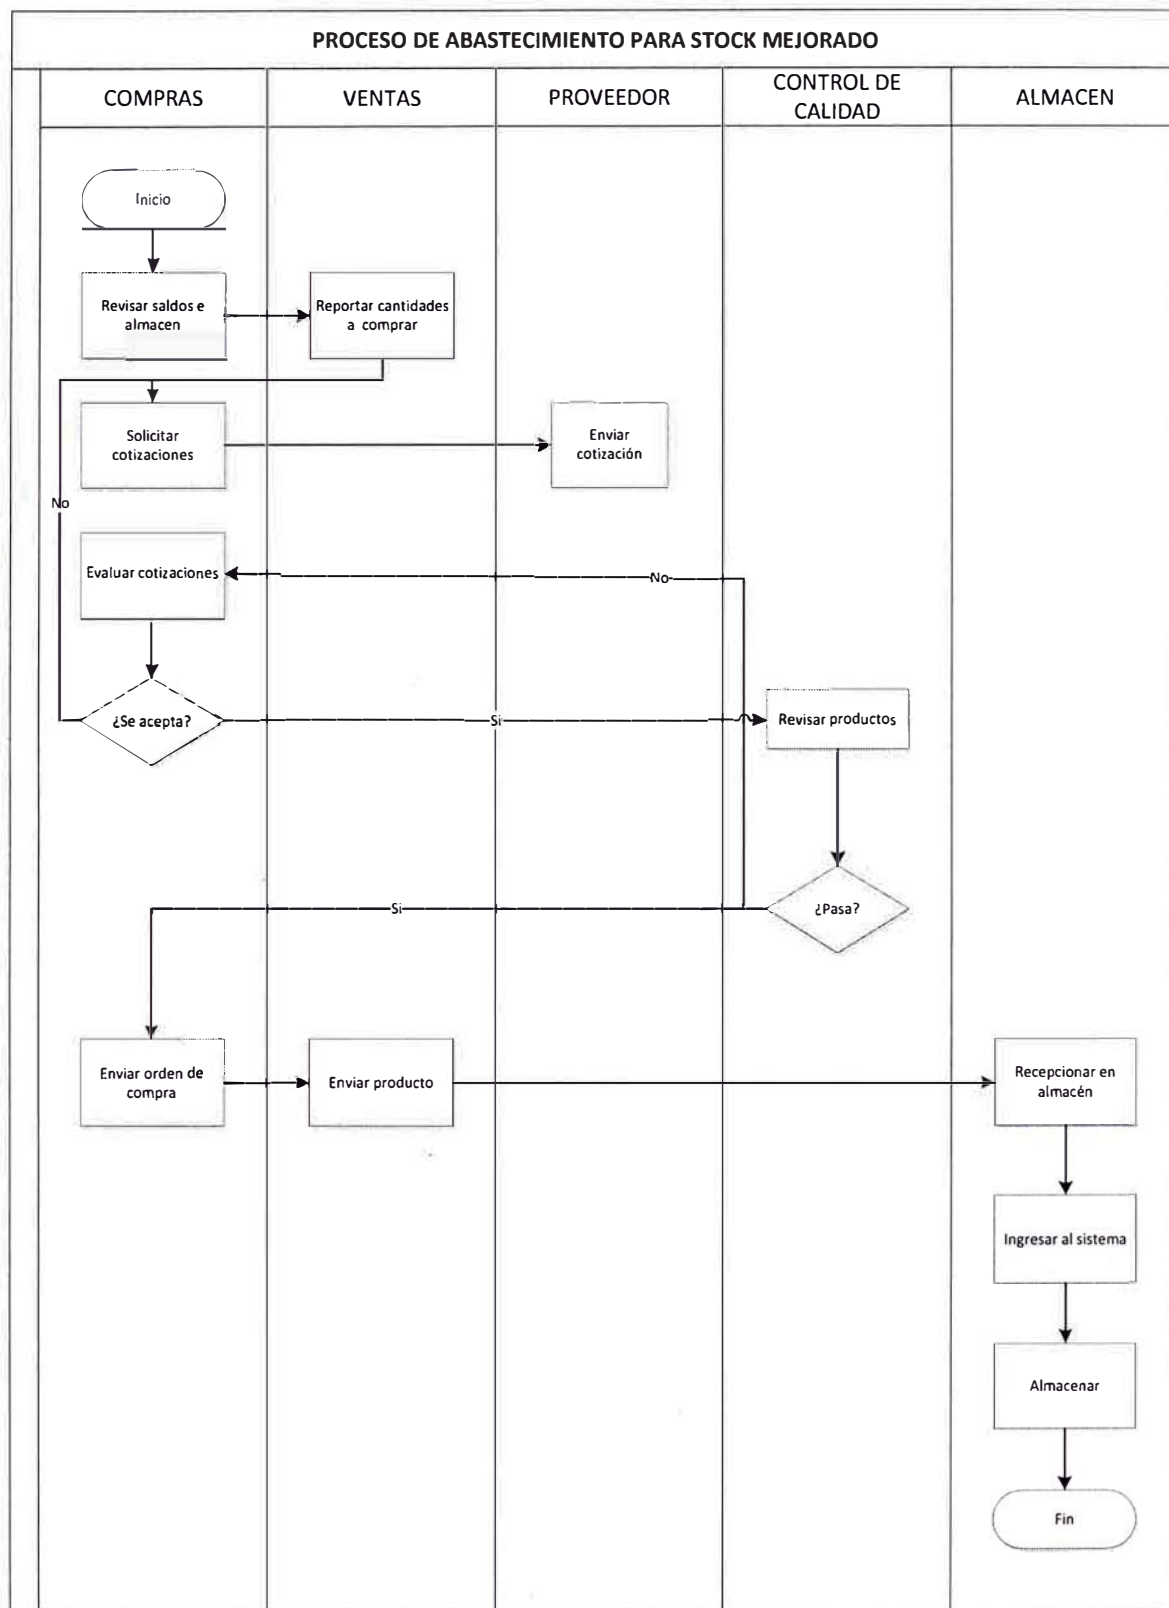 PROCESO DE ABASTECIMIENTO PARA STOCK MEJORADO
COMPRAS
VENTAS
PROVEEDOR
CONTROL DE
CALIDAD
ALMACEN
Inicio
Revisar saldos e
almacen
Reportar cantidades
a comprar
Solicitar
cotizaciones
Enviar
cotización
No
Evaluar cotizaciones
No
¿Se acepta?
Si
Revisar productos
Si
¿Pasa?
Enviar orden de
compra
Enviar producto
Recepcionar en
almacén
Ingresar al sistema
Almacenar
Fin